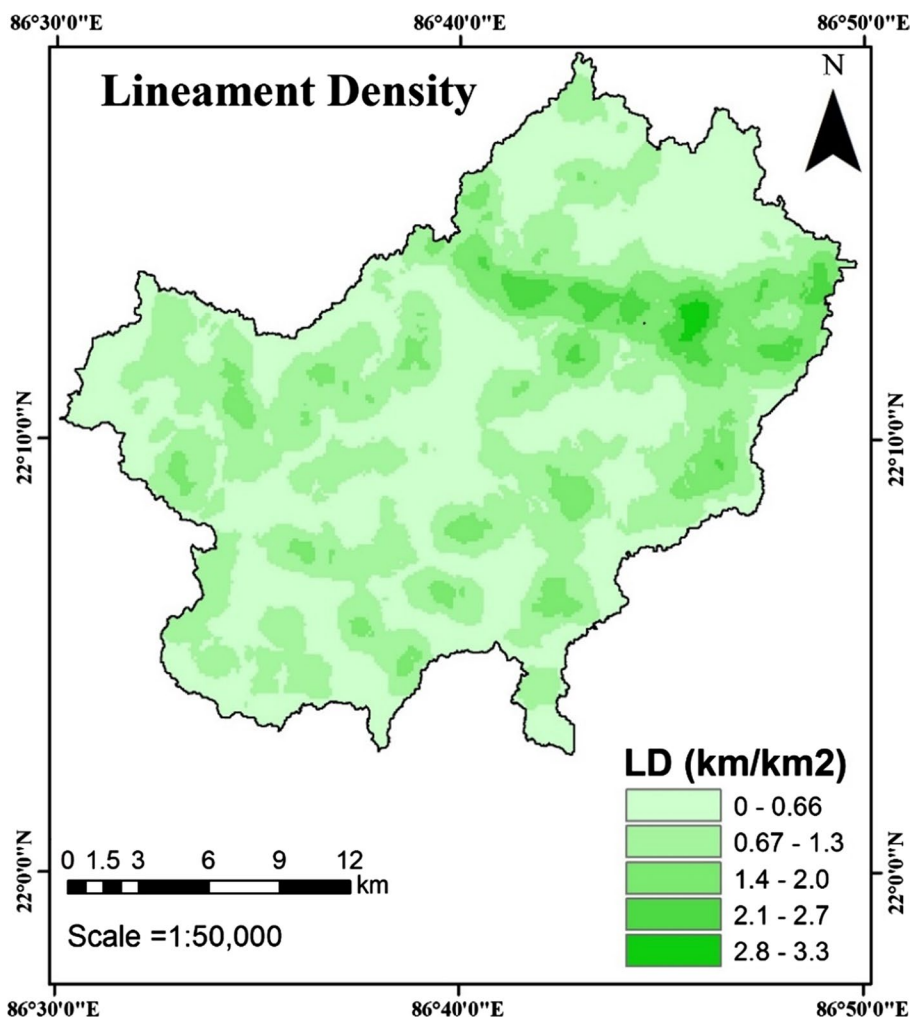 86°30'0"E 86°40'0"E 86°50'0"E
Lineament Density
N
22°10'0"N 22°10'0"N
LD (km/km2)
0 - 0.66
0.67 - 1.3
1.4 - 2.0
2.1 - 2.7
2.8 - 3.3
0 1.5 3 6 9 12
km
Scale =1:50,000
22°0'0"N 22°0'0"N
86°30'0"E 86°40'0"E 86°50'0"E